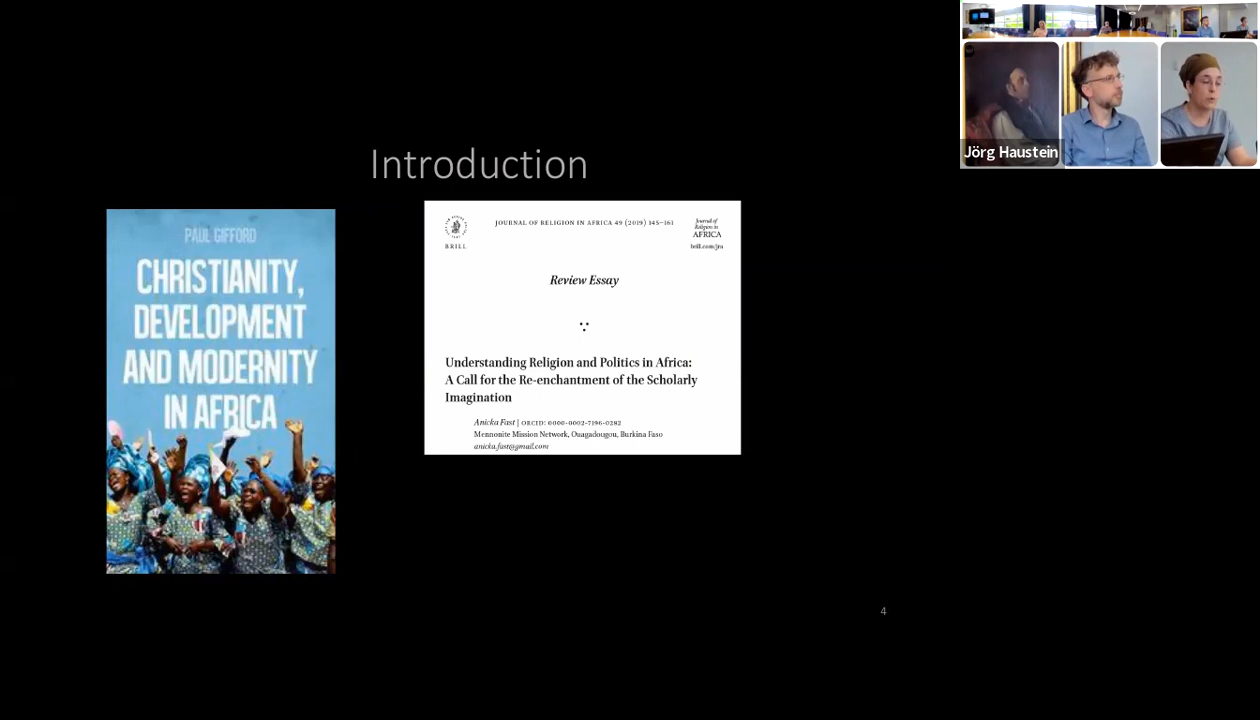 Introduction
PAUL GIFFORD
CHRISTIANITY,
DEVELOPMENT
AND MODERNITY
IN AFRICA
BRILL
JOURNAL OF RELIGION IN AFRICA 49 (2019) 145–161
Journal of
Religion in
AFRICA
brill.com/jra
Review Essay
Understanding Religion and Politics in Africa:
A Call for the Re-enchantment of the Scholarly
Imagination
Anicka Fast | ORCID: 0000-0002-7196-0282
Mennonite Mission Network, Ouagadougou, Burkina Faso
anicka.fast@gmail.com
4
Jörg Haustein